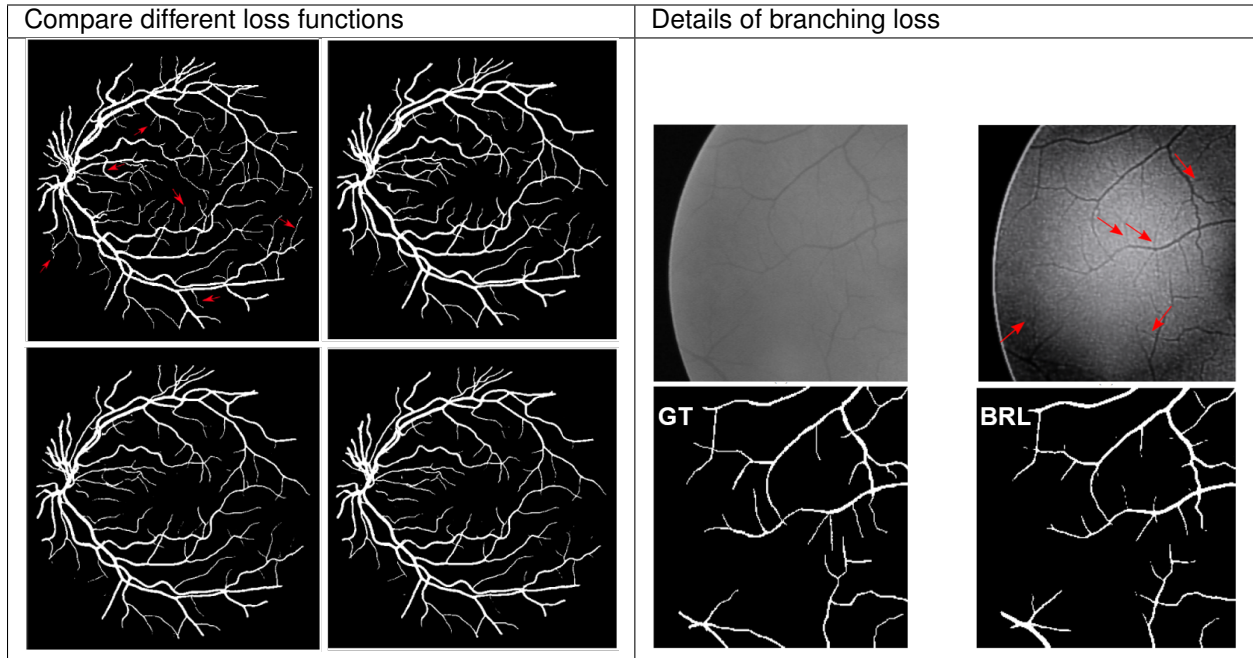 Compare different loss functions
Details of branching loss
GT
BRL